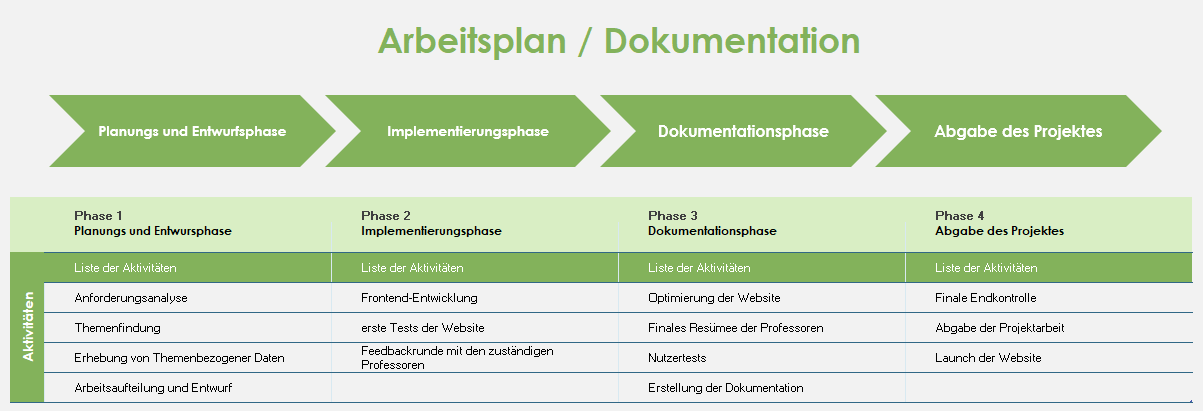 Arbeitsplan / Dokumentation
Planungs und Entwurfsphase
Implementierungsphase
Dokumentationsphase
Abgabe des Projektes
Phase 1
Planungs und Entwursphase
Phase 2
Implementierungsphase
Phase 3
Dokumentationsphase
Phase 4
Abgabe des Projektes
Aktivitäten
Liste der Aktivitäten
Liste der Aktivitäten
Liste der Aktivitäten
Liste der Aktivitäten
Anforderungsanalyse
Frontend-Entwicklung
Optimierung der Website
Finale Endkontrolle
Themenfindung
erste Tests der Website
Finales Resümee der Professoren
Abgabe der Projektarbeit
Erhebung von Themenbezogener Daten
Feedbackrunde mit den zuständigen
Professoren
Nutzertests
Launch der Website
Arbeitsaufteilung und Entwurf
Erstellung der Dokumentation